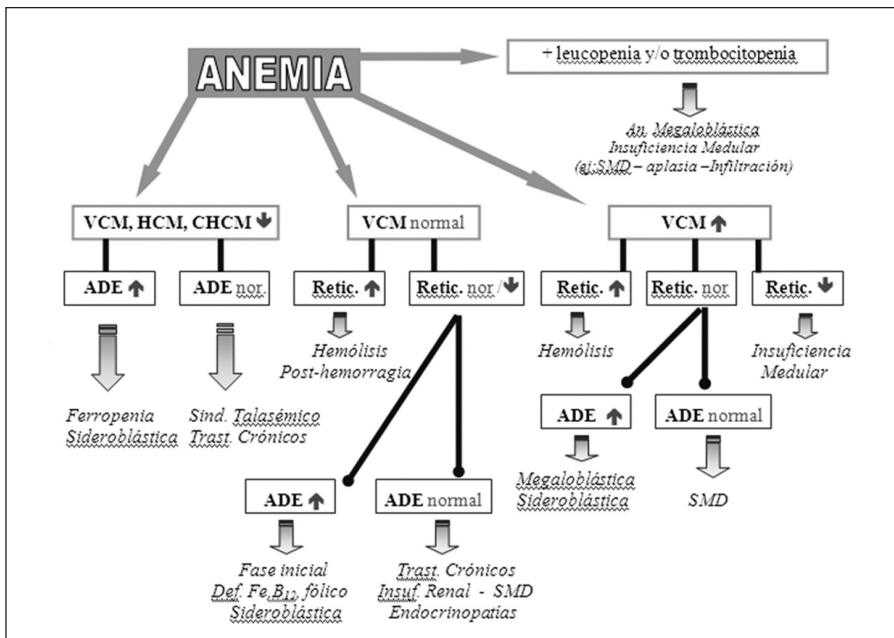 ANEMIA
+ leucopenia y/o trombocitopenia
An. Megaloblástica
Insuficiencia Medular
(ej:SMD – aplasia –Infiltración)
VCM, HCM, CHCM ↓
VCM normal
VCM ↑
ADE ↑
ADE nor.
Retic. ↑
Retic. nor /↓
Retic. ↑
Retic. nor
Retic. ↓
Ferropenia
Sideroblástica
Sind. Talasémico
Trast. Crónicos
Hemólisis
Post-hemorragia
Hemólisis
Insuficiencia
Medular
ADE ↑
ADE normal
Megaloblástica
Sideroblástica
SMD
ADE ↑
ADE normal
Fase inicial
Def. Fe,B12, fólico
Sideroblástica
Trast. Crónicos
Insuf. Renal - SMD
Endocrinopatías